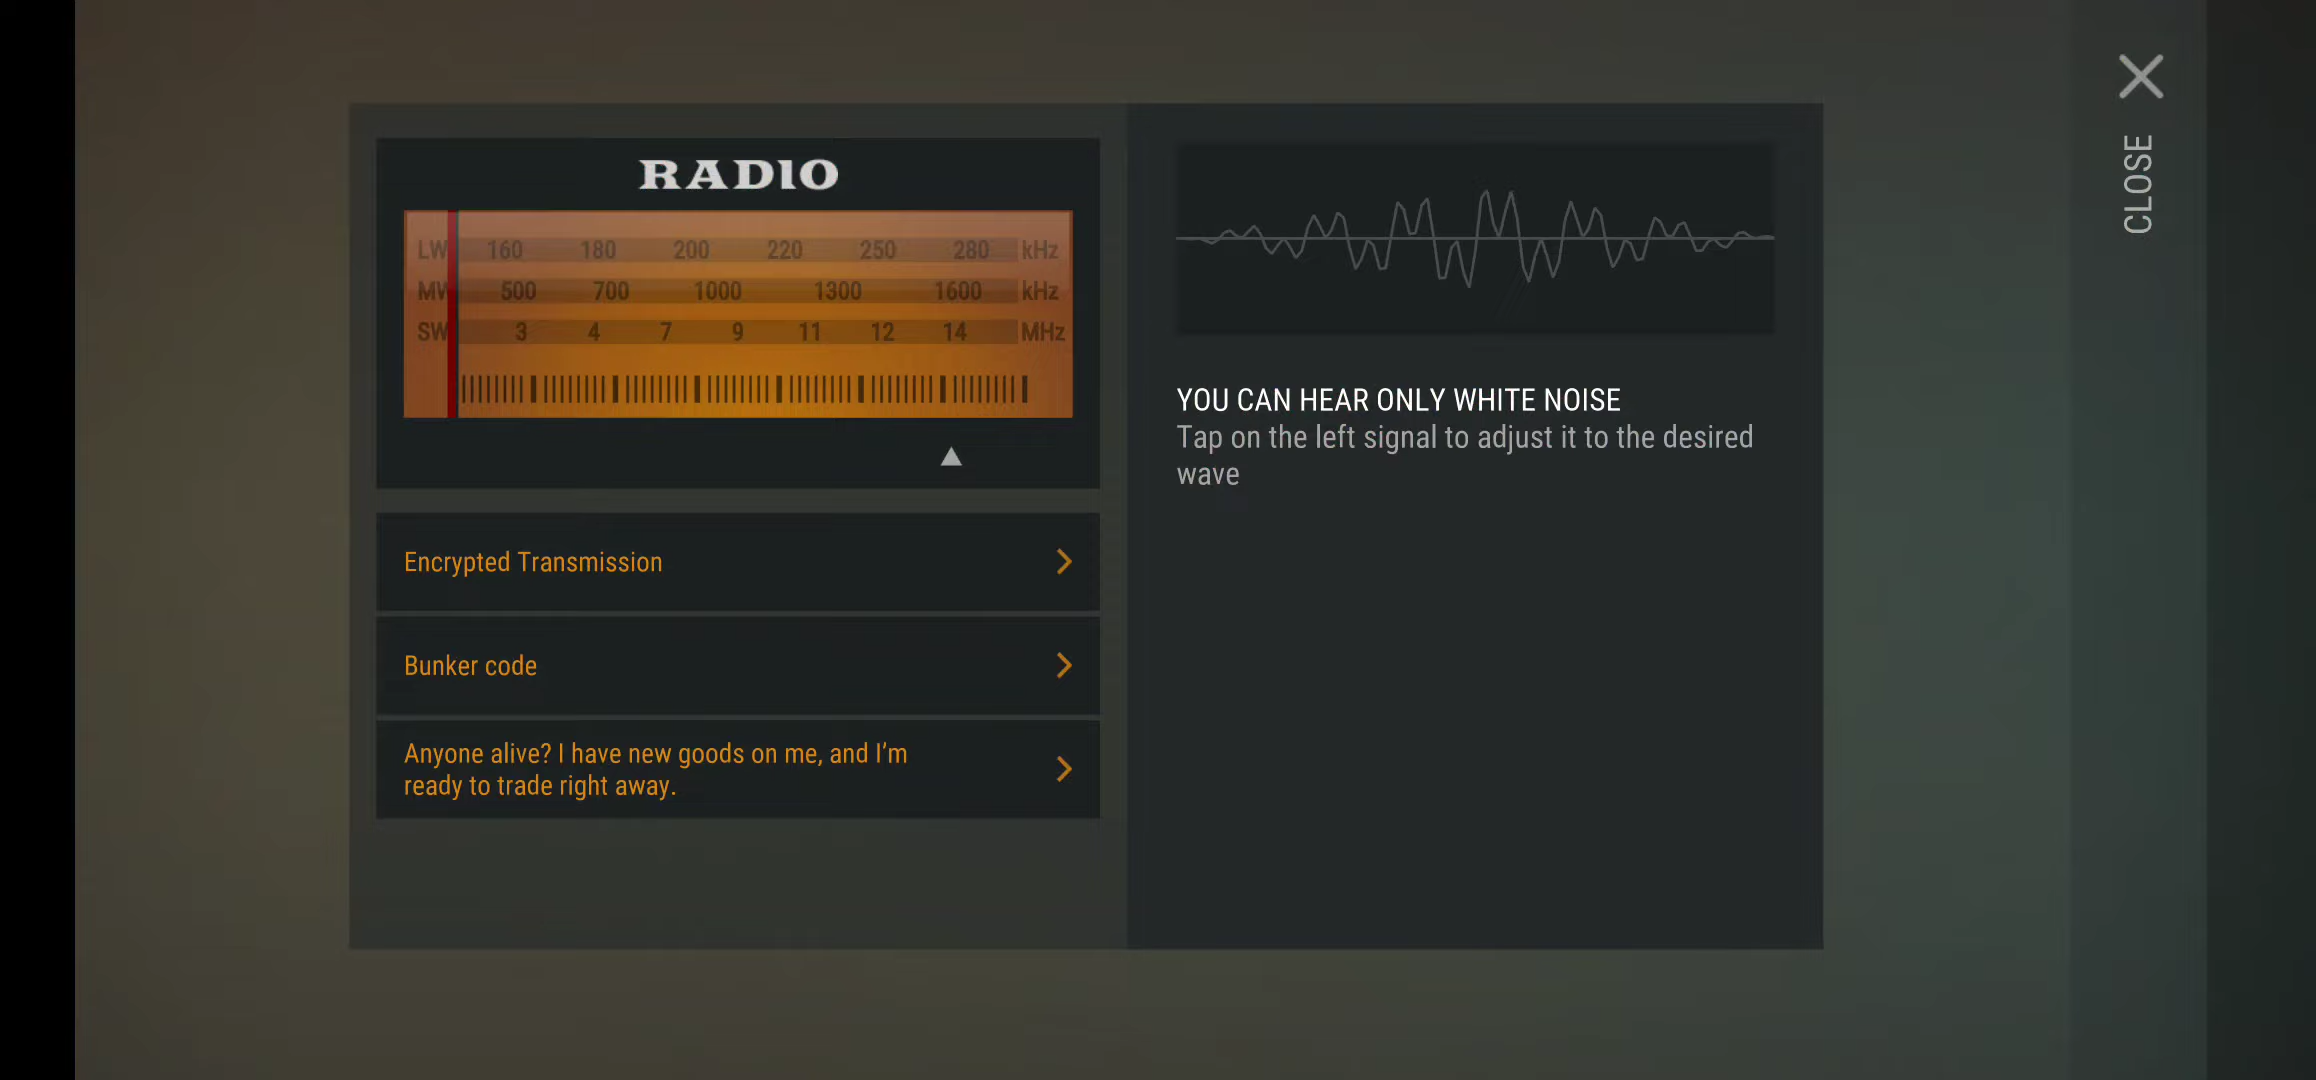 RADIO
LW 160 180 200 220 250 280 kHz
MW 500 700 1000 1300 1600 kHz
SW 3 4 7 9 11 12 14 MHz
Encrypted Transmission
Bunker code
Anyone alive? I have new goods on me, and I'm
ready to trade right away.
YOU CAN HEAR ONLY WHITE NOISE
Tap on the left signal to adjust it to the desired
wave
CLOSE